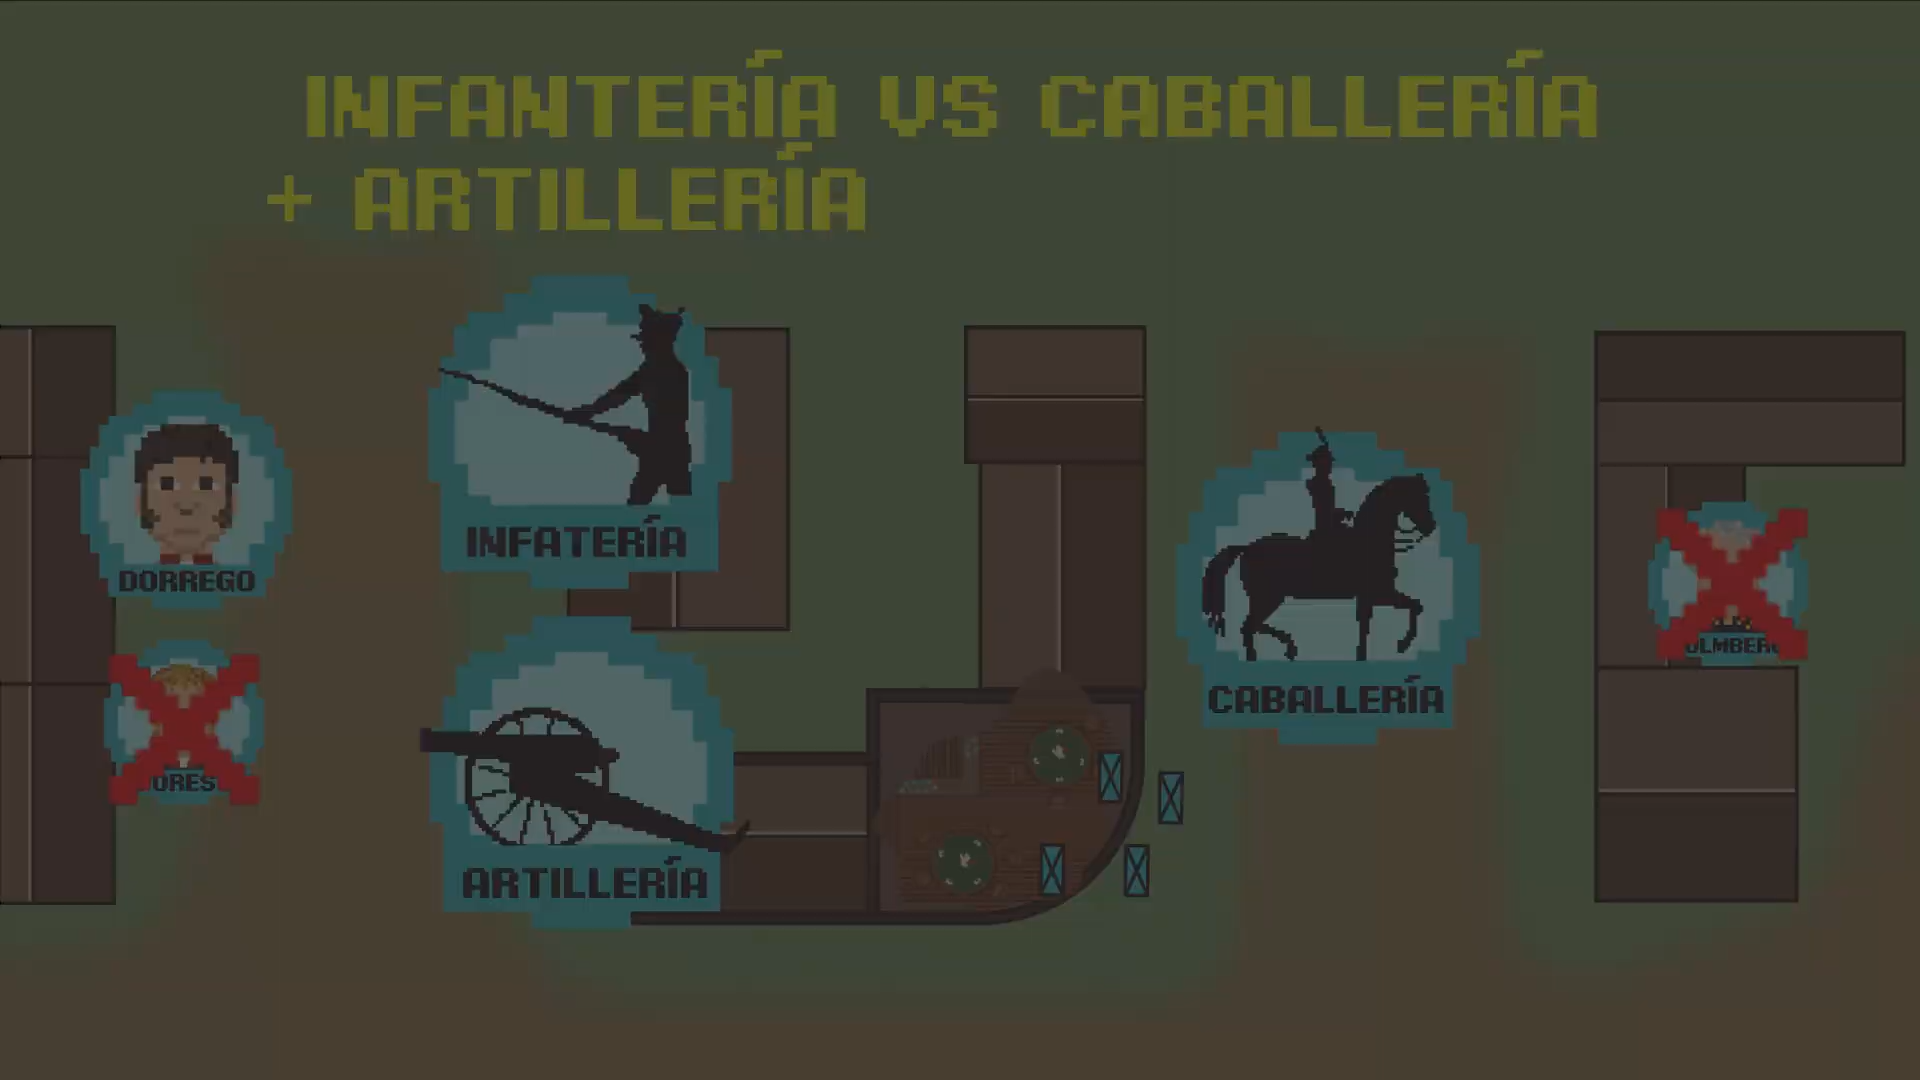 INFANTERÍA VS CABALLERÍA
+ ARTILLERÍA
INFATERÍA
DORREGO
CABALLERÍA
ARTILLERÍA